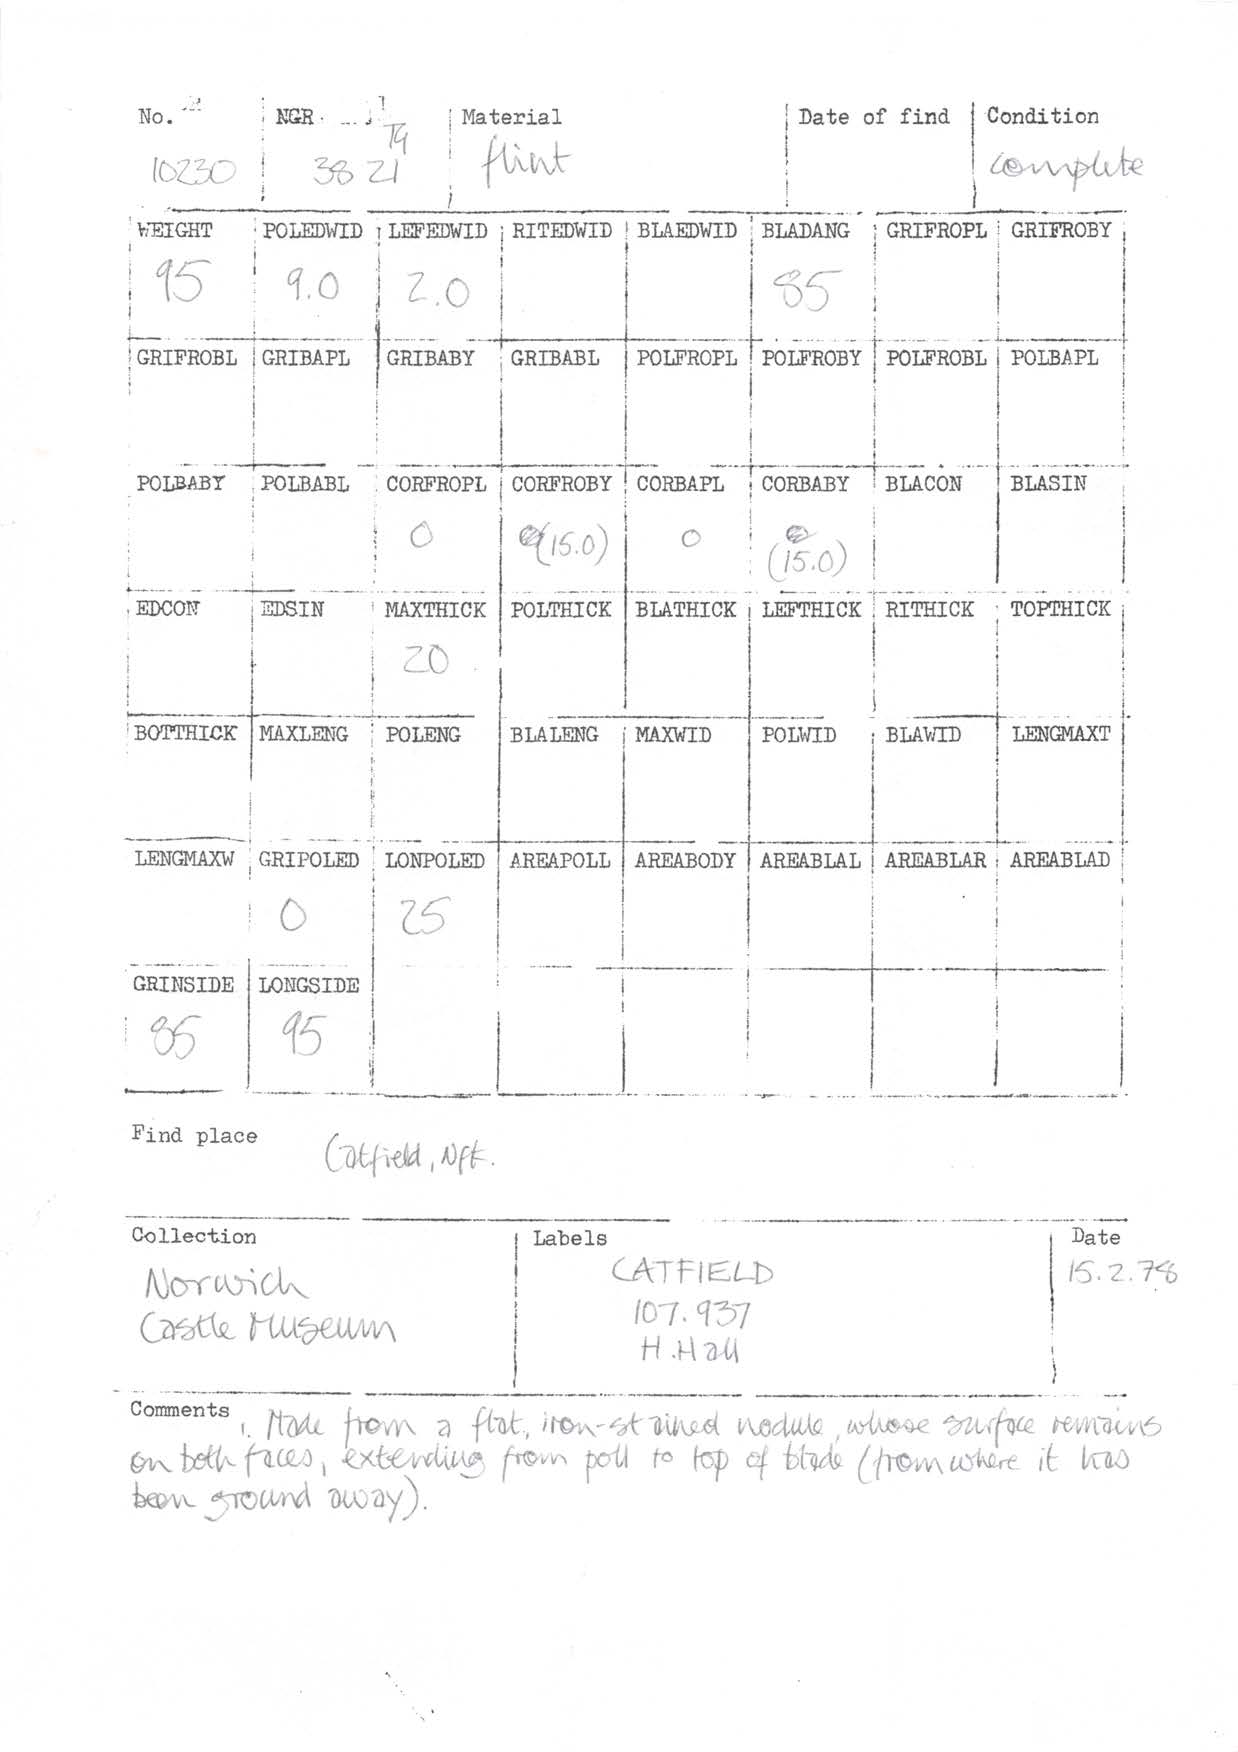 No. NGR Material Date of find Condition
TG
10230 38 21 flint complete
WEIGHT POLEDWID LEFEDWID RITEDWID BLAEDWID BLADANG GRIFROPL GRIFROBY
95 9.0 2.0 85
GRIFROBL GRIBAPL GRIBABY GRIBABL POLFROPL POLFROBY POLFROBL POLBAPL
POLBABY POLBABL CORFROPL CORFROBY CORBAPL CORBABY BLACON BLASIN
0 (15.0) 0 (15.0)
EDCON EDSIN MAXTHICK POLTHICK BLATHICK LEFTHICK RITHICK TOPTHICK
20
BOTTHICK MAXLENG POLENG BLALENG MAXWID POLWID BLAWID LENGMAXT
LENGMAXW GRIPOLED LONPOLED AREAPOLL AREABODY AREABLAL AREABLAR AREABLAD
0 25
GRINSIDE LONGSIDE
85 95
Find place Catfield, Nfk.
Collection Labels Date
Norwich CATFIELD 15.2.78
Castle Museum 107.937
H.Hall
Comments 1. Made from a flat, iron-stained nodule, whose surface remains
on both faces, extending from poll to top of blade (from where it has
been ground away).